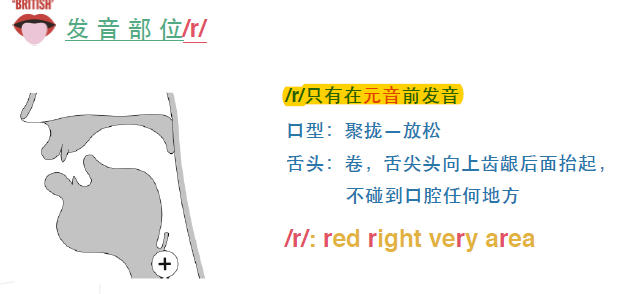 "BRITISH"
发音部位/r/
/r/只有在元音前发音
口型：聚拢—放松
舌头：卷，舌尖头向上齿龈后面抬起，
不碰到口腔任何地方
/r/: red right very area